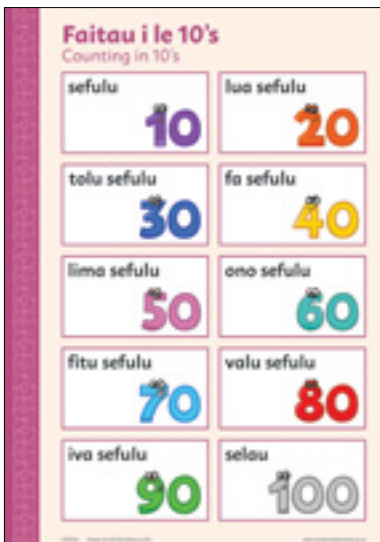 Faitau i le 10's
Counting in 10's
sefulu
10
lua sefulu
20
tolu sefulu
30
fa sefulu
40
lima sefulu
50
ono sefulu
60
fitu sefulu
70
valu sefulu
80
iva sefulu
90
selau
100